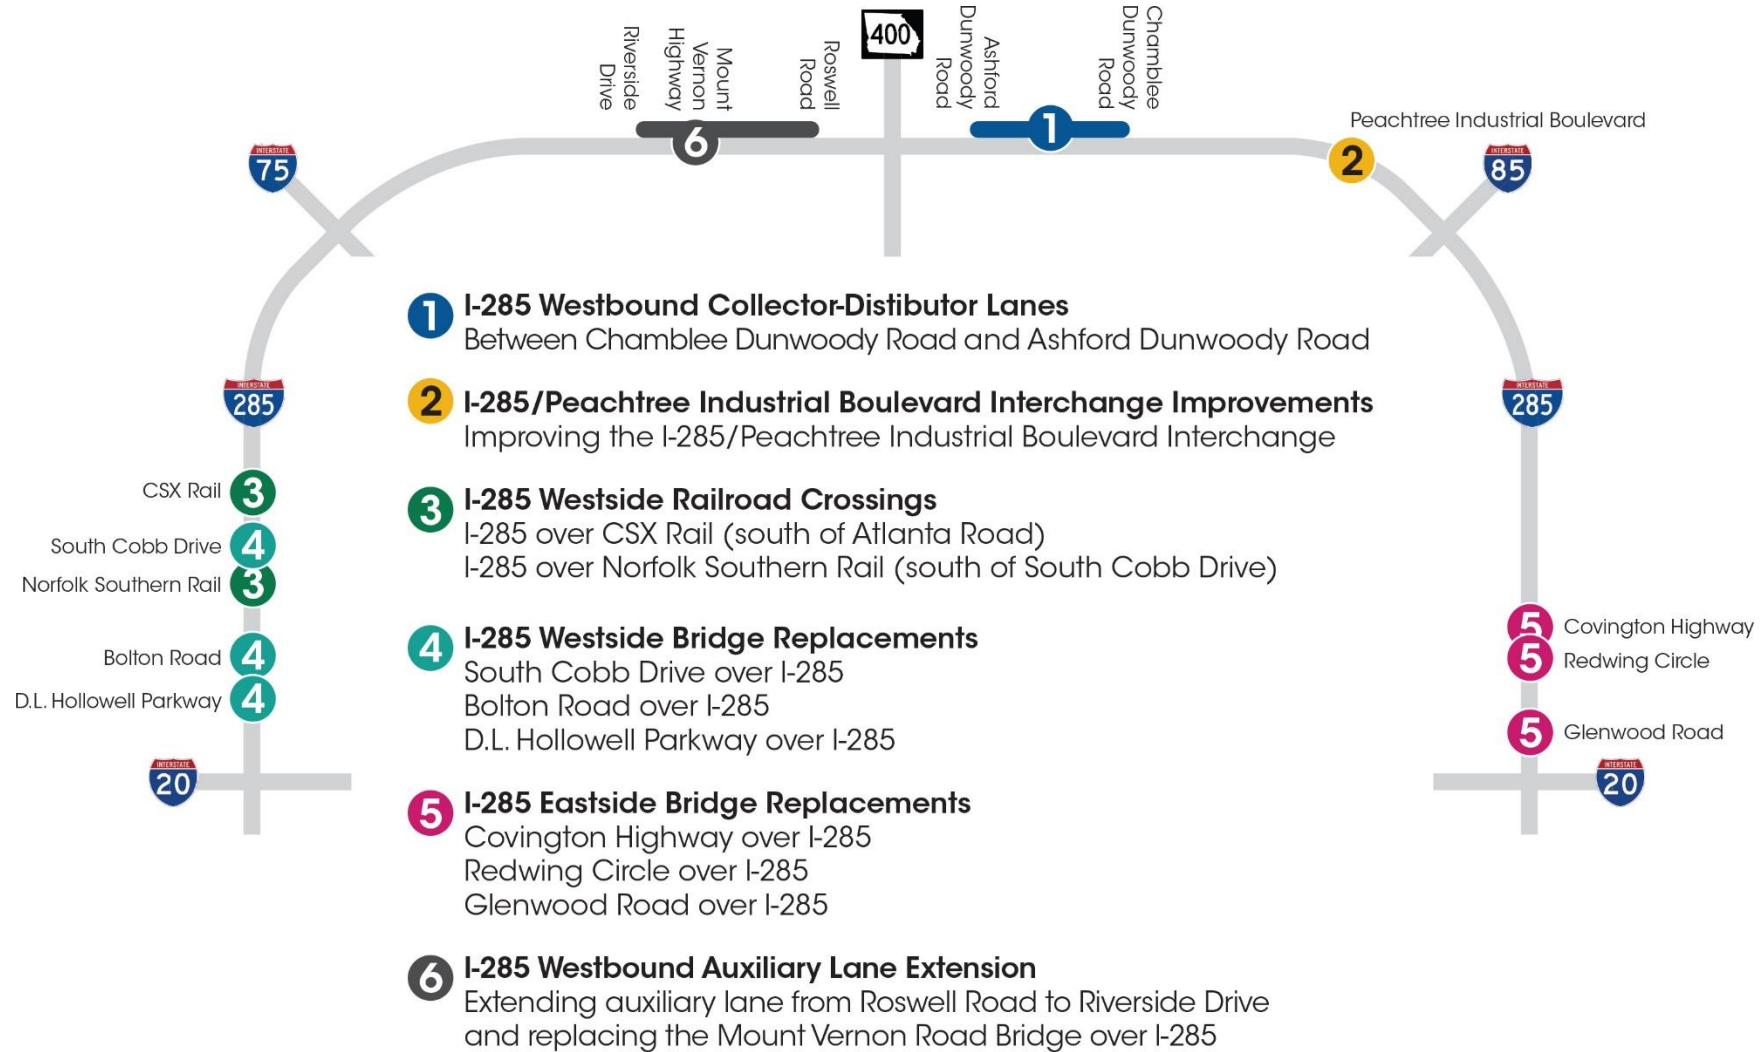 Riverside
Drive
Mount
Vernon
Highway
Roswell
Road
400
Ashford
Dunwoody
Road
Chamblee
Dunwoody
Road
6
1
Peachtree Industrial Boulevard
2
INTERSTATE
75
INTERSTATE
85
1 I-285 Westbound Collector-Distibutor Lanes
Between Chamblee Dunwoody Road and Ashford Dunwoody Road
INTERSTATE
285
INTERSTATE
285
2 I-285/Peachtree Industrial Boulevard Interchange Improvements
Improving the I-285/Peachtree Industrial Boulevard Interchange
CSX Rail 3
South Cobb Drive 4
Norfolk Southern Rail 3
Bolton Road 4
D.L. Hollowell Parkway 4
INTERSTATE
20
3 I-285 Westside Railroad Crossings
I-285 over CSX Rail (south of Atlanta Road)
I-285 over Norfolk Southern Rail (south of South Cobb Drive)
4 I-285 Westside Bridge Replacements
South Cobb Drive over I-285
Bolton Road over I-285
D.L. Hollowell Parkway over I-285
5 Covington Highway
5 Redwing Circle
5 Glenwood Road
INTERSTATE
20
5 I-285 Eastside Bridge Replacements
Covington Highway over I-285
Redwing Circle over I-285
Glenwood Road over I-285
6 I-285 Westbound Auxiliary Lane Extension
Extending auxiliary lane from Roswell Road to Riverside Drive
and replacing the Mount Vernon Road Bridge over I-285